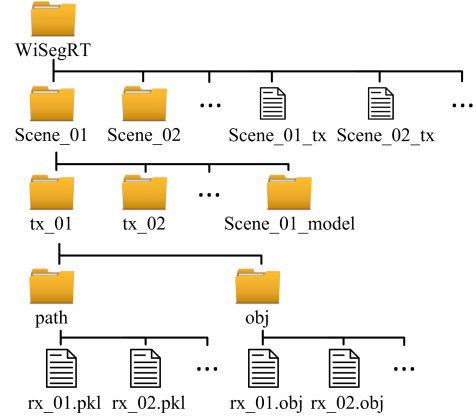 WiSegRT
Scene_01 Scene_02 ... Scene_01_tx Scene_02_tx ...
tx_01 tx_02 ... Scene_01_model
path obj
rx_01.pkl rx_02.pkl ... rx_01.obj rx_02.obj ...